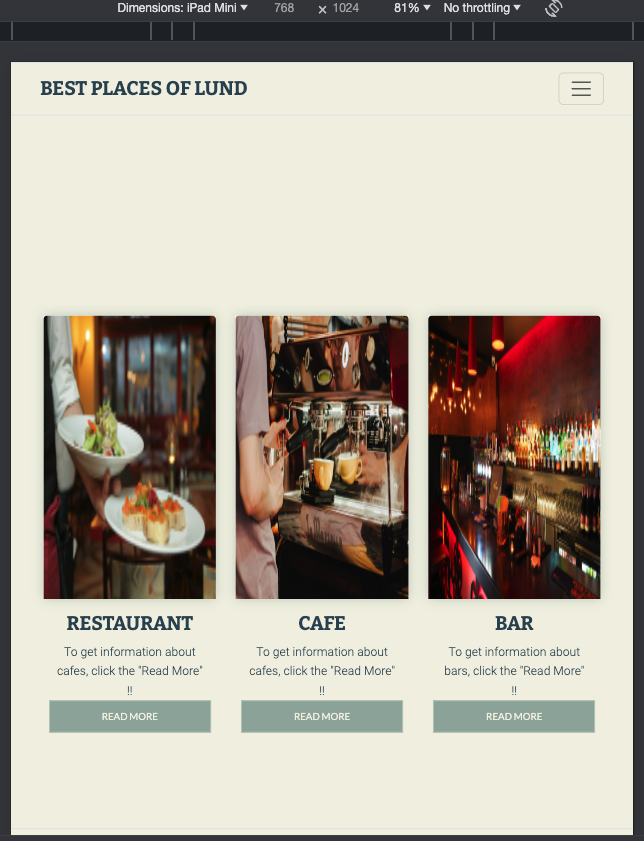 Dimensions: iPad Mini 768 × 1024 81% No throttling
BEST PLACES OF LUND
RESTAURANT
To get information about
cafes, click the "Read More"
!!
READ MORE
CAFE
To get information about
cafes, click the "Read More"
!!
READ MORE
BAR
To get information about
bars, click the "Read More"
!!
READ MORE